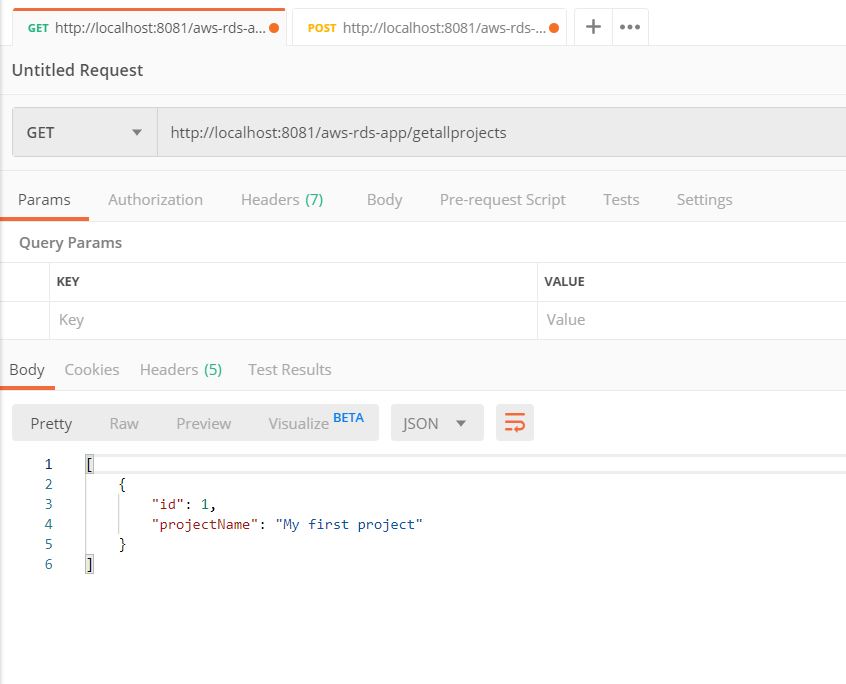 GET http://localhost:8081/aws-rds-a... POST http://localhost:8081/aws-rds-...
Untitled Request
GET http://localhost:8081/aws-rds-app/getallprojects
Params Authorization Headers (7) Body Pre-request Script Tests Settings
Query Params
KEY VALUE
Key Value
Body Cookies Headers (5) Test Results
Pretty Raw Preview Visualize BETA JSON
1 [
2 {
3 "id": 1,
4 "projectName": "My first project"
5 }
6 ]